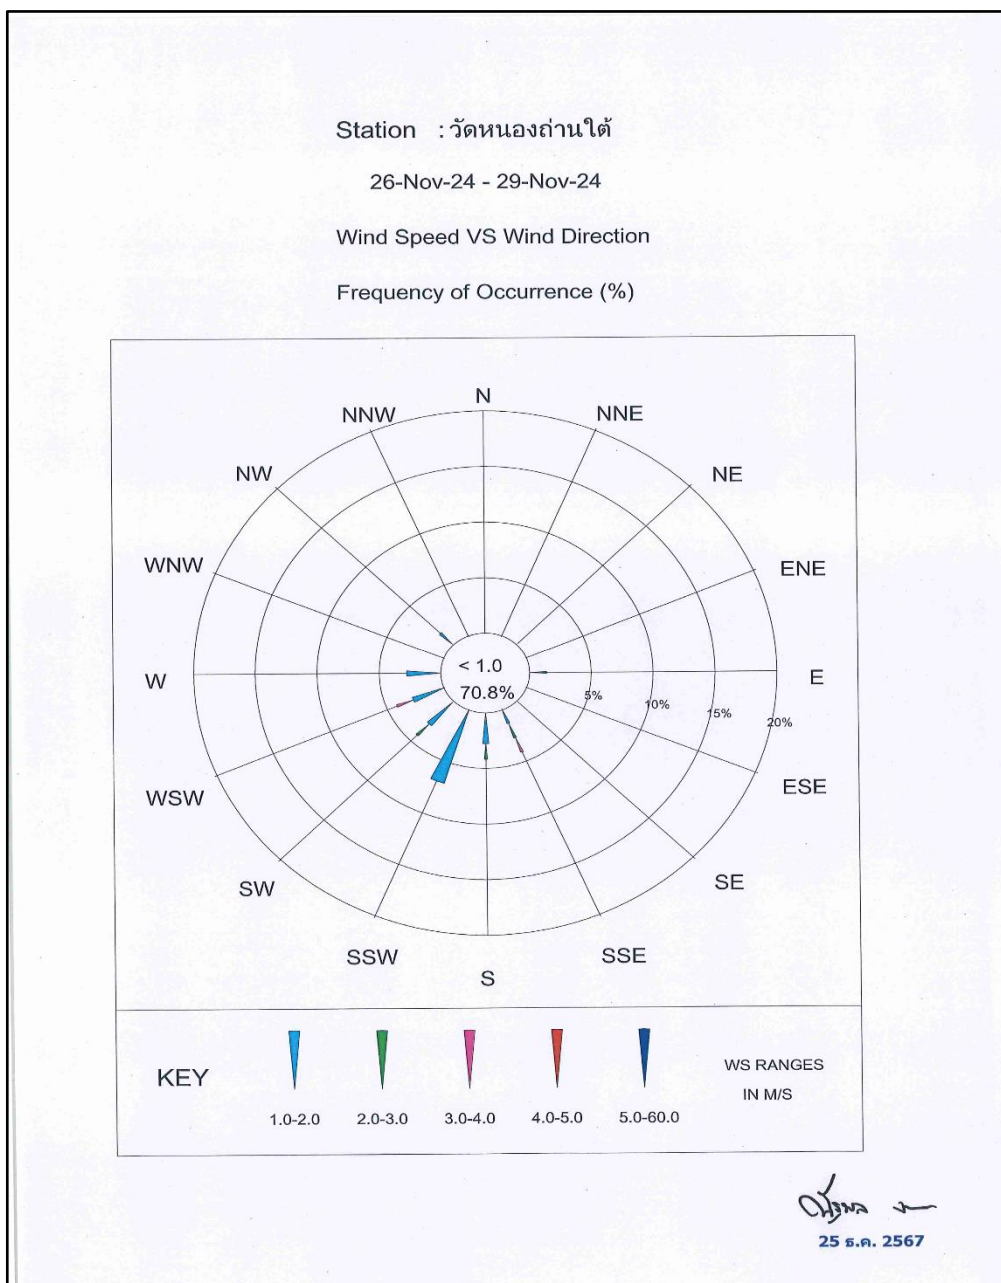 Station : วัดหนองถ่านใต้
26-Nov-24 - 29-Nov-24
Wind Speed VS Wind Direction
Frequency of Occurrence (%)
N
NNW
NNE
NW
NE
WNW
ENE
< 1.0
W
E
70.8%
5%
10%
15%
20%
WSW
ESE
SW
SE
SSW
SSE
S
KEY
WS RANGES
IN M/S
1.0-2.0 2.0-3.0 3.0-4.0 4.0-5.0 5.0-60.0
25 ธ.ค. 2567